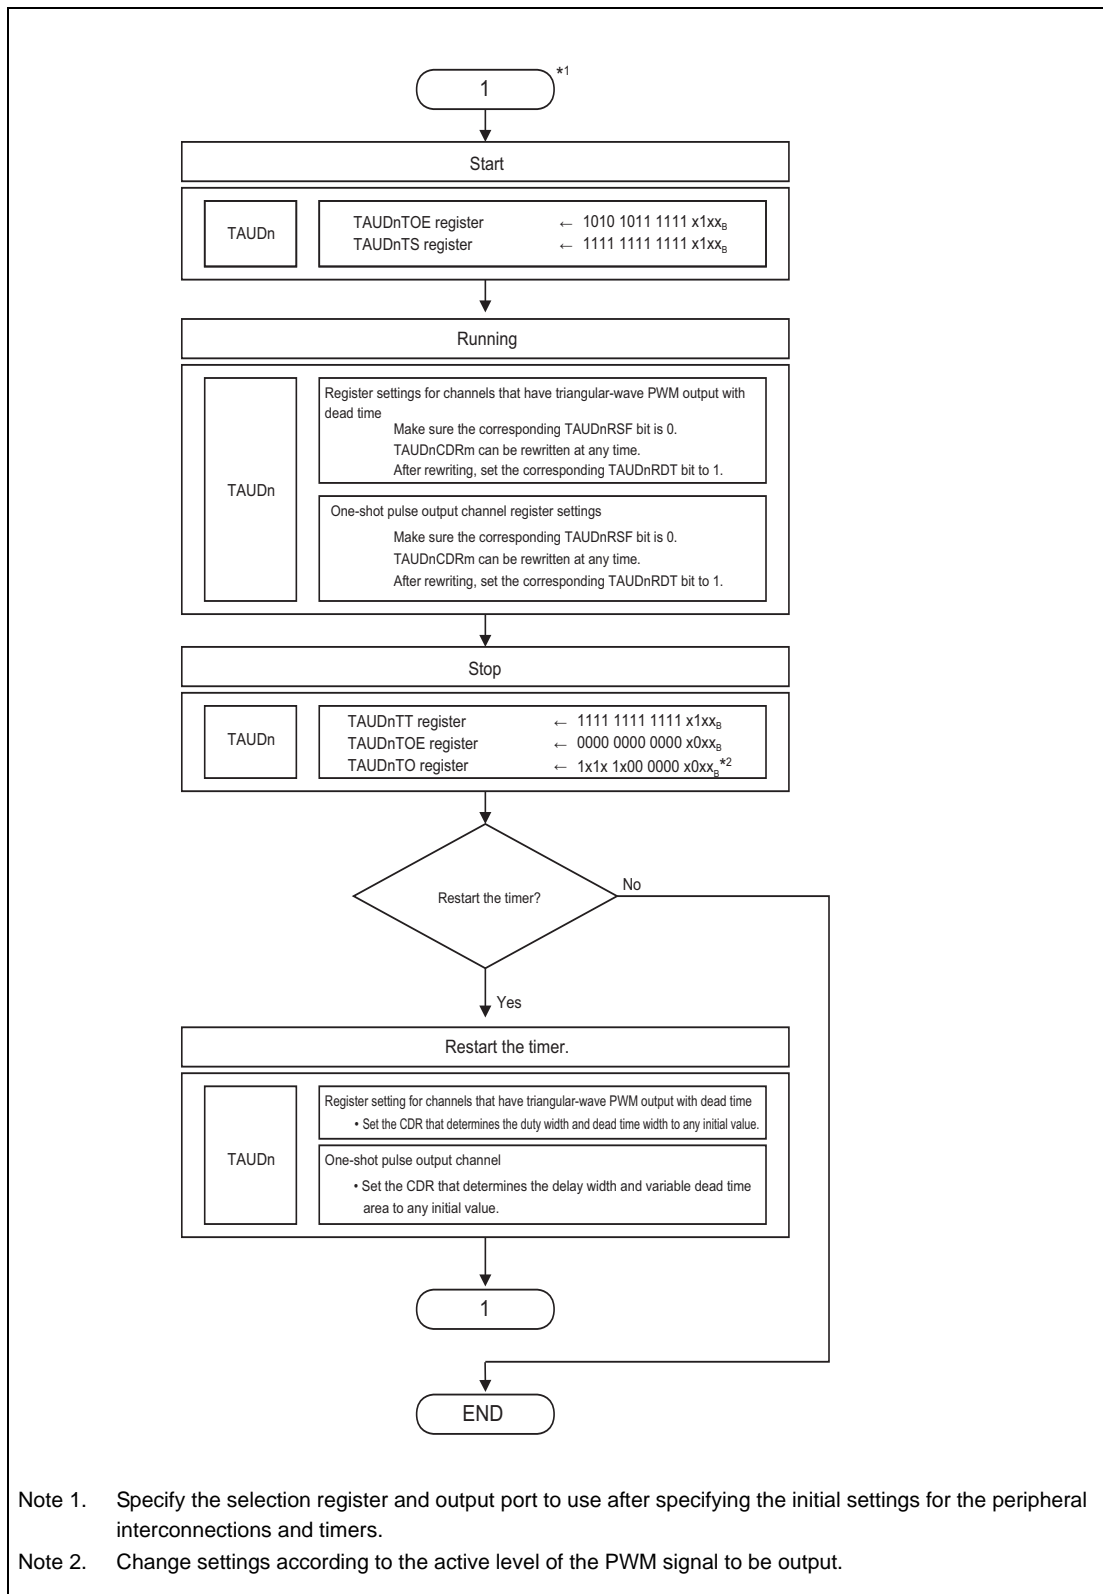 1 *1
Start
TAUDn
TAUDnTOE register ← 1010 1011 1111 x1xxB
TAUDnTS register ← 1111 1111 1111 x1xxB
Running
TAUDn
Register settings for channels that have triangular-wave PWM output with
dead time
Make sure the corresponding TAUDnRSF bit is 0.
TAUDnCDRm can be rewritten at any time.
After rewriting, set the corresponding TAUDnRDT bit to 1.
One-shot pulse output channel register settings
Make sure the corresponding TAUDnRSF bit is 0.
TAUDnCDRm can be rewritten at any time.
After rewriting, set the corresponding TAUDnRDT bit to 1.
Stop
TAUDn
TAUDnTT register ← 1111 1111 1111 x1xxB
TAUDnTOE register ← 0000 0000 0000 x0xxB
TAUDnTO register ← 1x1x 1x00 0000 x0xxB*2
Restart the timer?
No
Yes
Restart the timer.
TAUDn
Register setting for channels that have triangular-wave PWM output with dead time
• Set the CDR that determines the duty width and dead time width to any initial value.
One-shot pulse output channel
• Set the CDR that determines the delay width and variable dead time
area to any initial value.
1
END
Note 1. Specify the selection register and output port to use after specifying the initial settings for the peripheral
interconnections and timers.
Note 2. Change settings according to the active level of the PWM signal to be output.